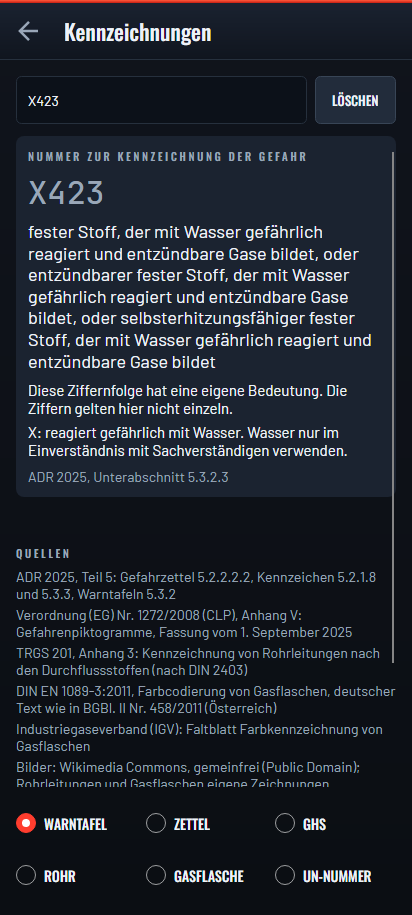 Kennzeichnungen
X423
LÖSCHEN
NUMMER ZUR KENNZEICHNUNG DER GEFAHR
X423
fester Stoff, der mit Wasser gefährlich
reagiert und entzündbare Gase bildet, oder
entzündbarer fester Stoff, der mit Wasser
gefährlich reagiert und entzündbare Gase
bildet, oder selbsterhitzungsfähiger fester
Stoff, der mit Wasser gefährlich reagiert und
entzündbare Gase bildet
Diese Ziffernfolge hat eine eigene Bedeutung. Die
Ziffern gelten hier nicht einzeln.
X: reagiert gefährlich mit Wasser. Wasser nur im
Einverständnis mit Sachverständigen verwenden.
ADR 2025, Unterabschnitt 5.3.2.3
QUELLEN
ADR 2025, Teil 5: Gefahrzettel 5.2.2.2.2, Kennzeichen 5.2.1.8
und 5.3.3, Warntafeln 5.3.2
Verordnung (EG) Nr. 1272/2008 (CLP), Anhang V:
Gefahrenpiktogramme, Fassung vom 1. September 2025
TRGS 201, Anhang 3: Kennzeichnung von Rohrleitungen nach
den Durchflussstoffen (nach DIN 2403)
DIN EN 1089-3:2011, Farbcodierung von Gasflaschen, deutscher
Text wie in BGBl. II Nr. 458/2011 (Österreich)
Industriegaseverband (IGV): Faltblatt Farbkennzeichnung von
Gasflaschen
Bilder: Wikimedia Commons, gemeinfrei (Public Domain);
Rohrleitungen und Gasflaschen eigene Zeichnungen
WARNTAFEL
ZETTEL
GHS
ROHR
GASFLASCHE
UN-NUMMER